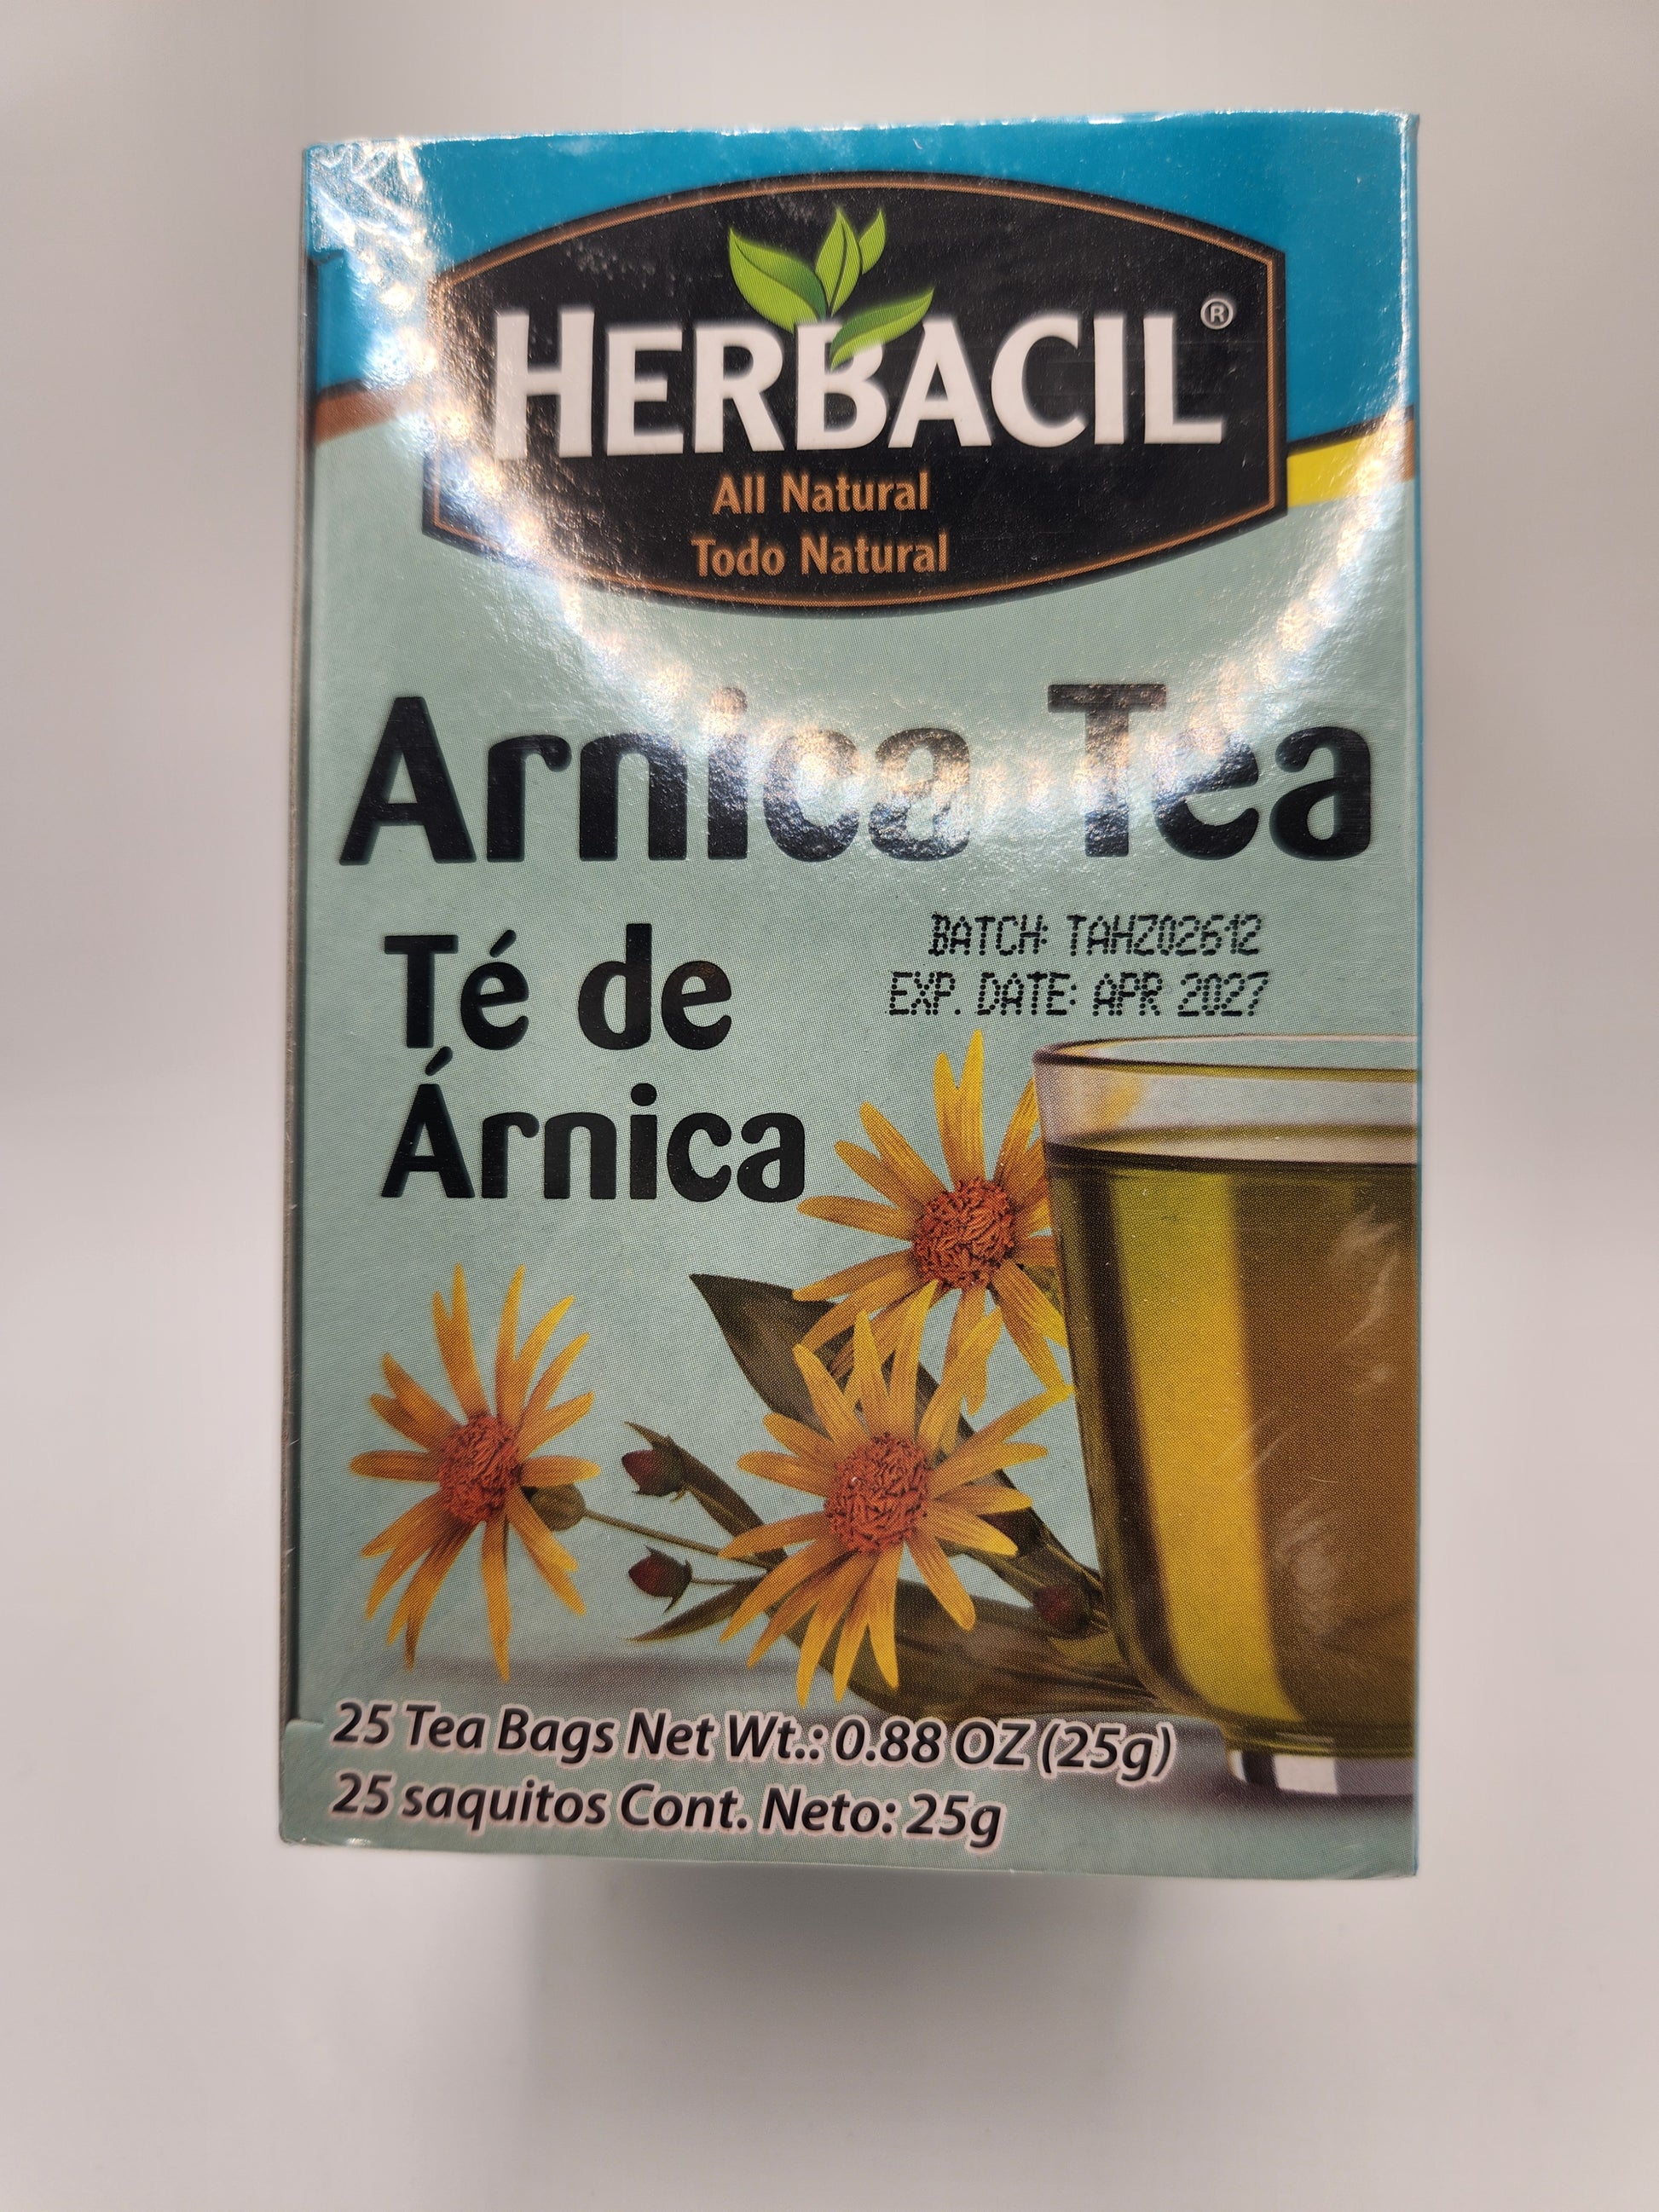 HERBACIL®
All Natural
Todo Natural
Arnica Tea
Té de
Árnica
BATCH: TAHZ02612
EXP. DATE: APR 2027
25 Tea Bags Net Wt.: 0.88 OZ (25g)
25 saquitos Cont. Neto: 25g